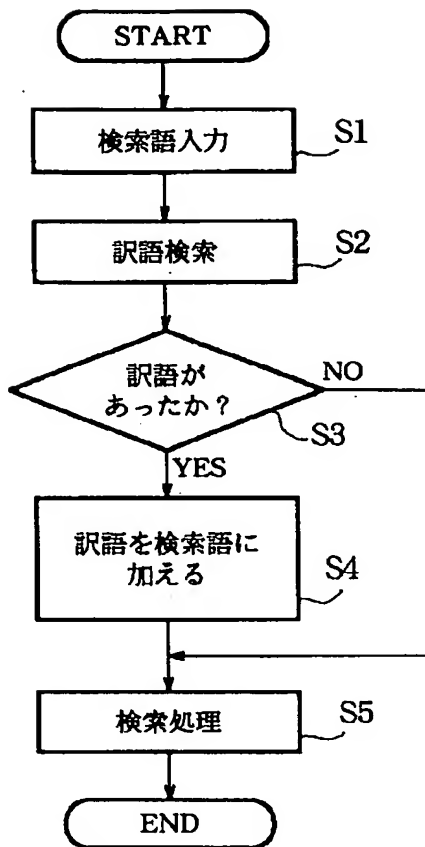 START
検索語入力
S1
訳語検索
S2
訳語が
あったか？
NO
S3
YES
訳語を検索語に
加える
S4
検索処理
S5
END